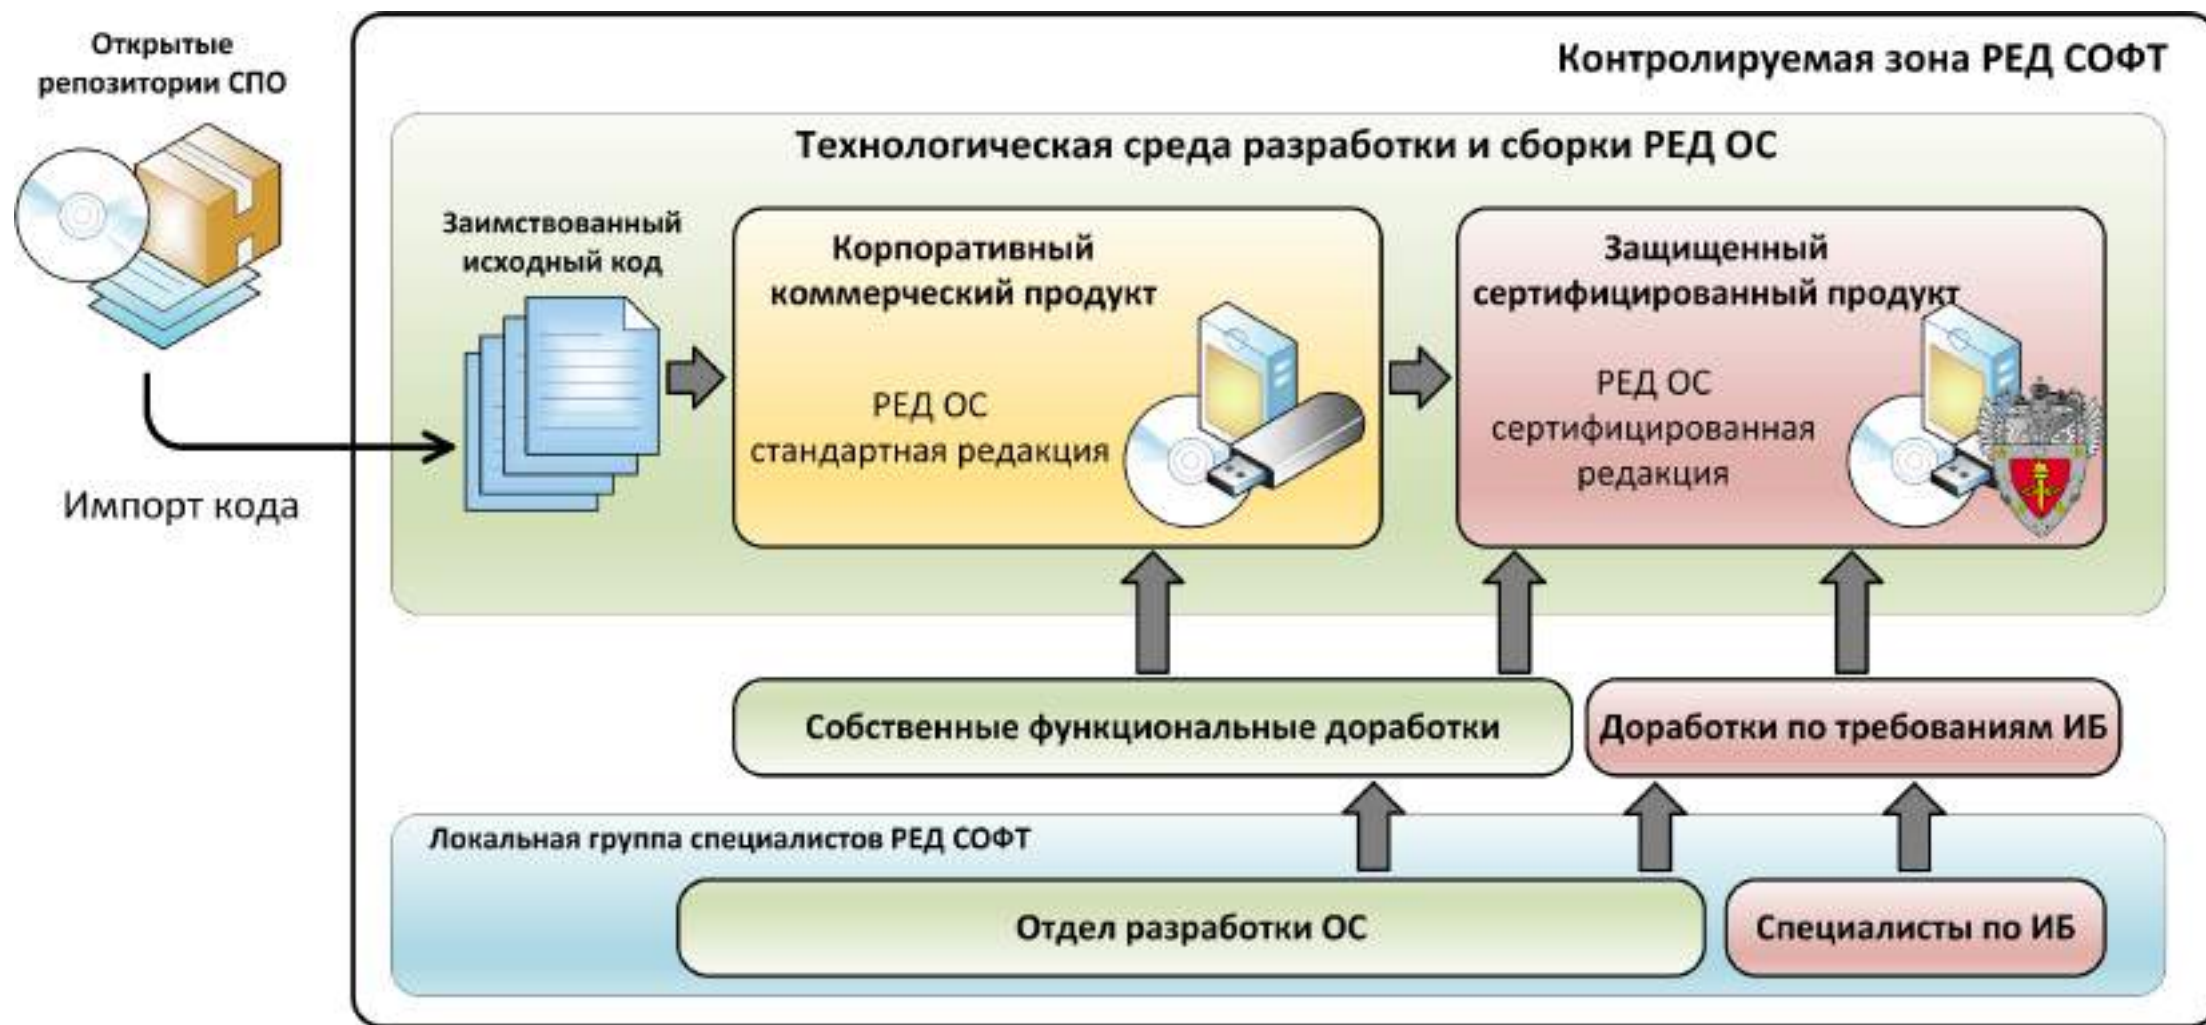 Открытые
репозитории СПО
Импорт кода
Контролируемая зона РЕД СОФТ
Технологическая среда разработки и сборки РЕД ОС
Заимствованный
исходный код
Корпоративный
коммерческий продукт
РЕД ОС
стандартная редакция
Защищенный
сертифицированный продукт
РЕД ОС
сертифицированная
редакция
Собственные функциональные доработки
Доработки по требованиям ИБ
Локальная группа специалистов РЕД СОФТ
Отдел разработки ОС
Специалисты по ИБ